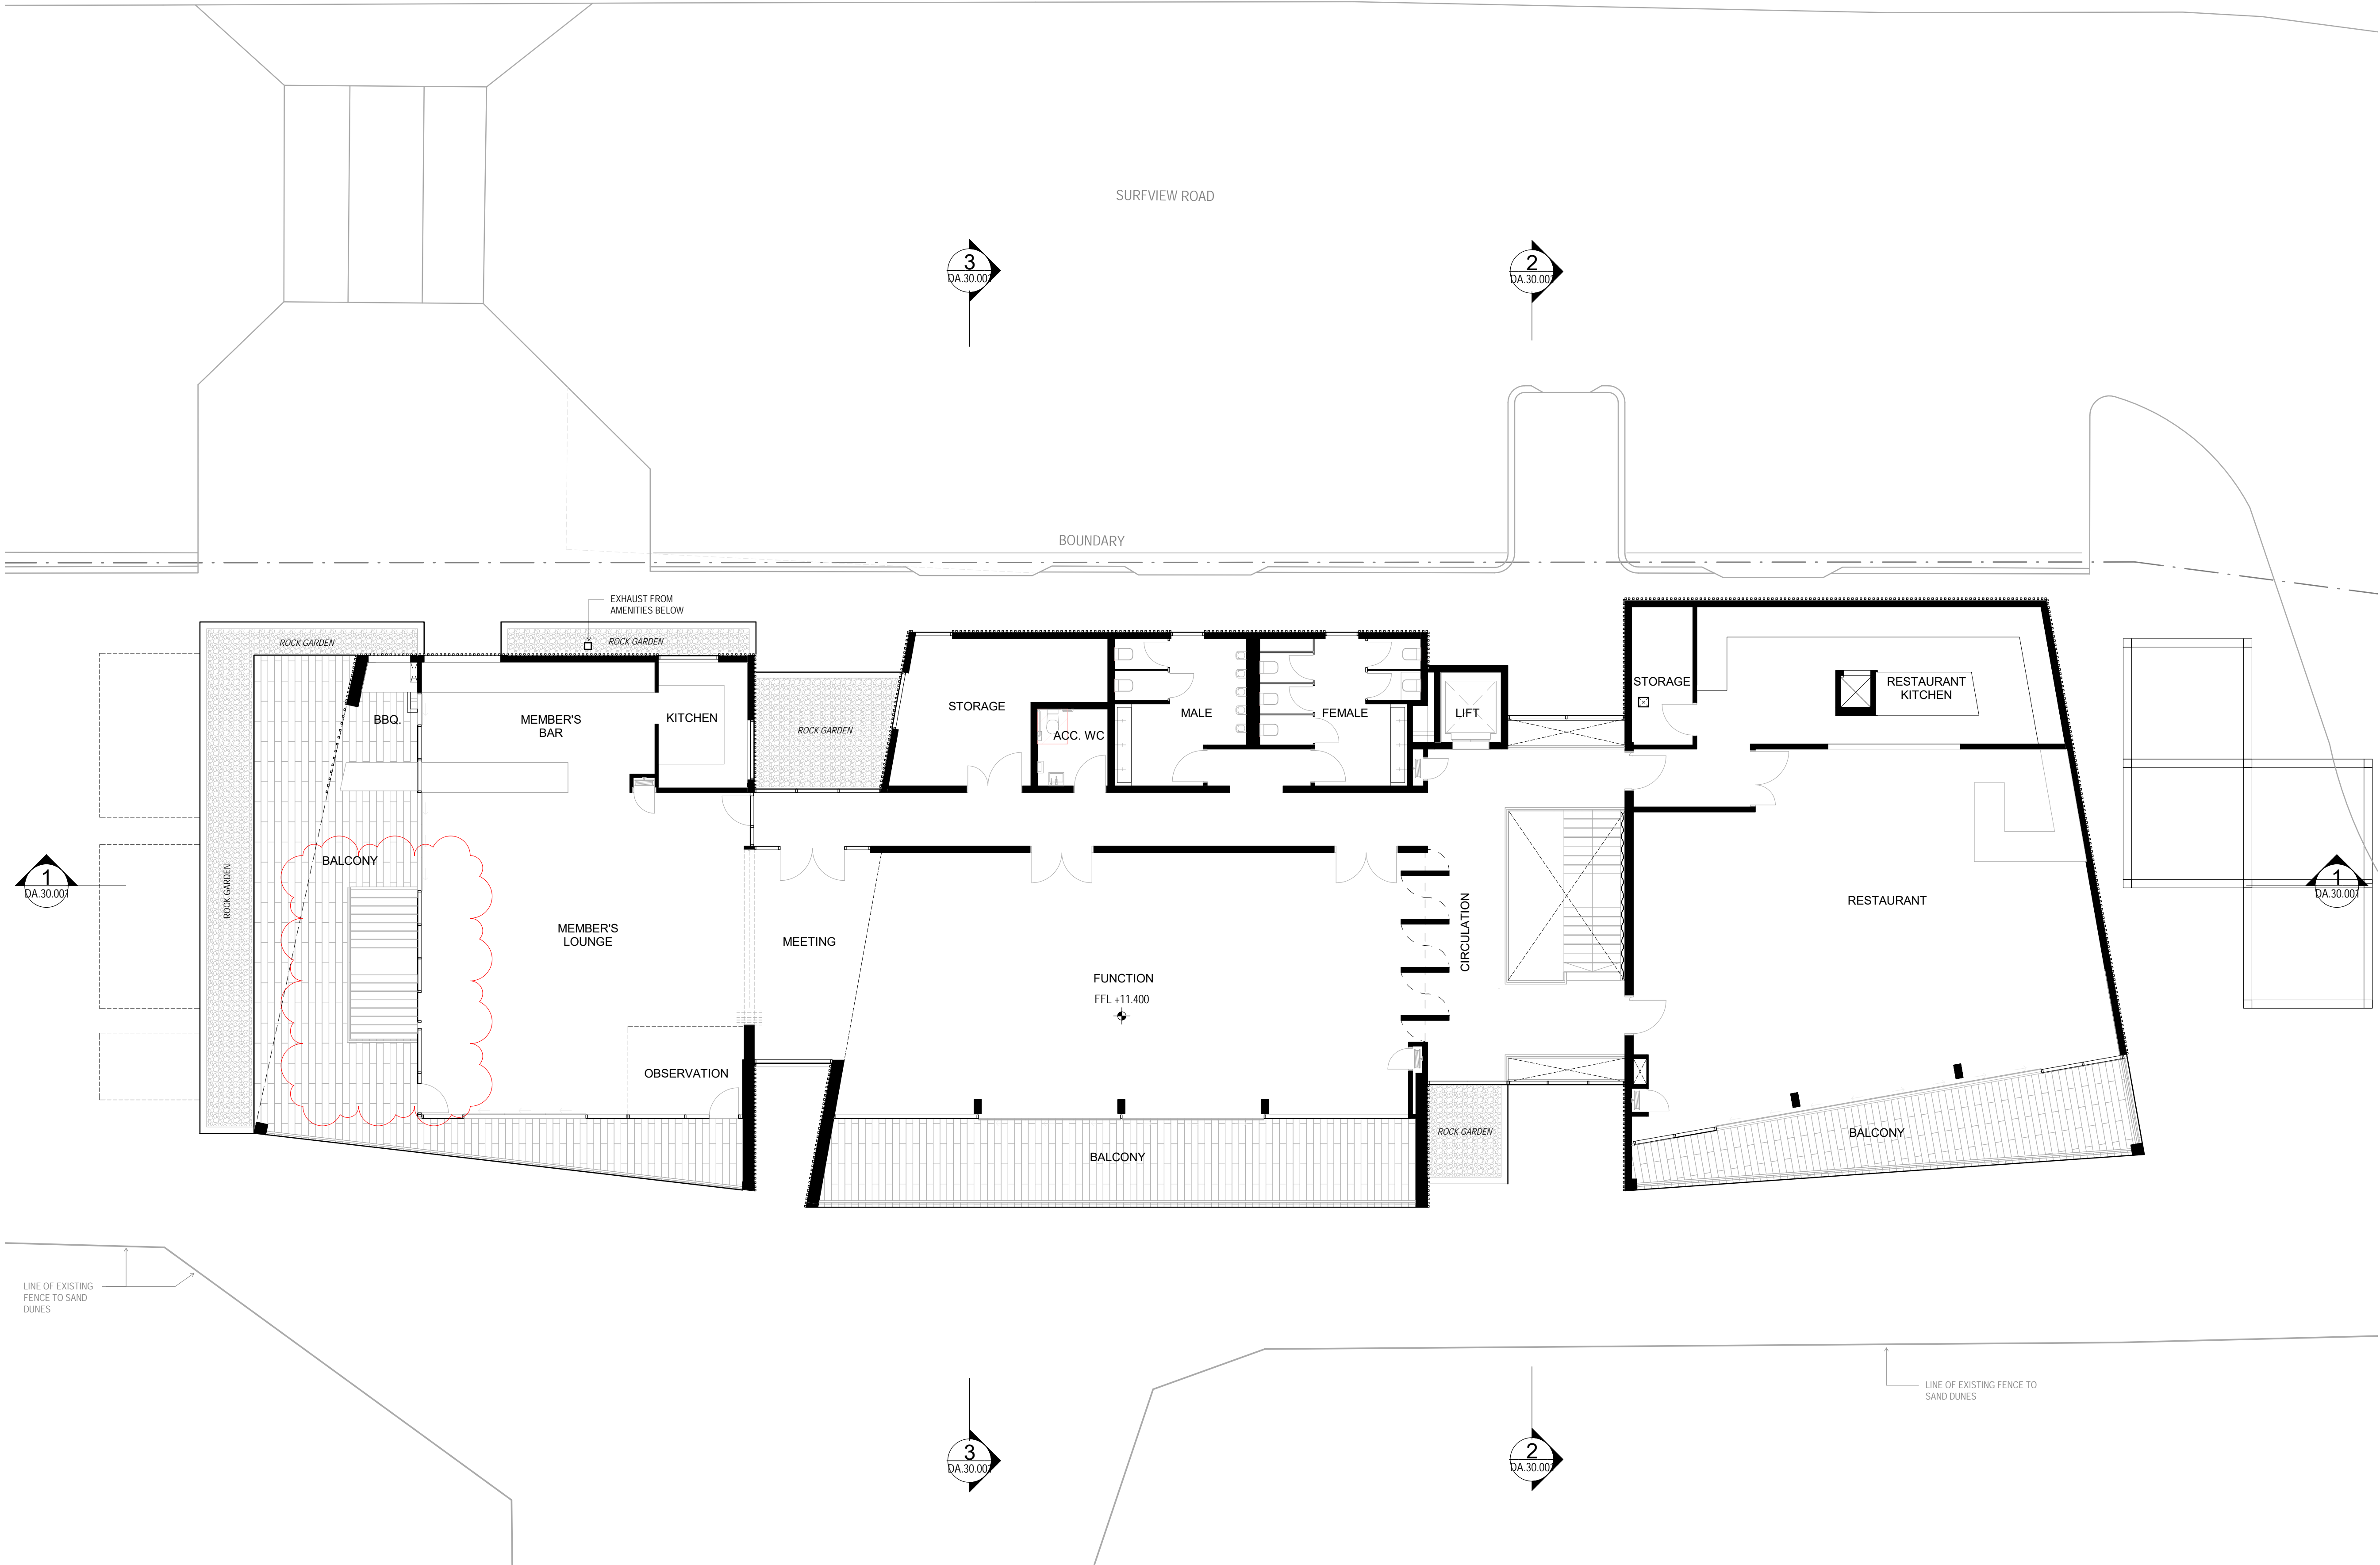 SURFVIEW ROAD
3
DA.30.001
2
DA.30.001
BOUNDARY
EXHAUST FROM
AMENITIES BELOW
ROCK GARDEN
ROCK GARDEN
STORAGE
RESTAURANT
KITCHEN
STORAGE
MALE
FEMALE
LIFT
BBQ.
MEMBER'S
BAR
KITCHEN
ROCK GARDEN
ACC. WC
BALCONY
ROCK GARDEN
1
DA.30.001
1
DA.30.001
RESTAURANT
MEMBER'S
LOUNGE
MEETING
CIRCULATION
FUNCTION
FFL +11.400
OBSERVATION
ROCK GARDEN
BALCONY
BALCONY
LINE OF EXISTING
FENCE TO SAND
DUNES
LINE OF EXISTING FENCE TO
SAND DUNES
3
DA.30.001
2
DA.30.001